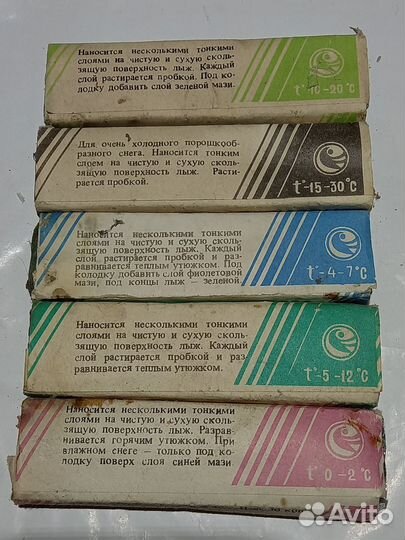 Наносится несколькими тонкими
слоями на чистую и сухую сколь-
зящую поверхность лыж. Каждый
слой растирается пробкой. Под ко-
лодку добавить слой зеленой мази.
t°-10-20°C
Для очень холодного порошкооб-
разного снега. Наносится тонким
слоем на чистую и сухую сколь-
зящую поверхность лыж. Расти-
рается пробкой.
t°-15-30°C
Наносится несколькими тонкими
слоями на чистую и сухую сколь-
зящую поверхность лыж. Каждый
слой растирается пробкой и раз-
равнивается теплым утюжком. Под
колодку добавить слой фиолетовой
мази, под концы лыж — зеленой.
t°-4-7°C
Наносится несколькими тонкими
слоями на чистую и сухую сколь-
зящую поверхность лыж. Каждый
слой растирается пробкой и раз-
равнивается теплым утюжком.
t°-5-12°C
Наносится несколькими тонкими
слоями на чистую и сухую сколь-
зящую поверхность лыж. Разрав-
нивается горячим утюжком. При
влажном снеге — только под ко-
лодку поверх слоя синей мази.
t° 0-2°C
Avito